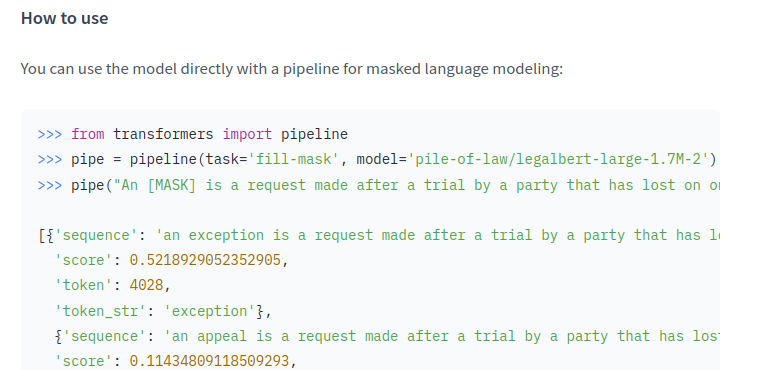 How to use
You can use the model directly with a pipeline for masked language modeling:
>>> from transformers import pipeline
>>> pipe = pipeline(task='fill-mask', model='pile-of-law/legalbert-large-1.7M-2')
>>> pipe("An [MASK] is a request made after a trial by a party that has lost on
[{'sequence': 'an exception is a request made after a trial by a party that has
'score': 0.5218929052352905,
'token': 4028,
'token_str': 'exception'},
{'sequence': 'an appeal is a request made after a trial by a party that has lost
'score': 0.11434809118509293,